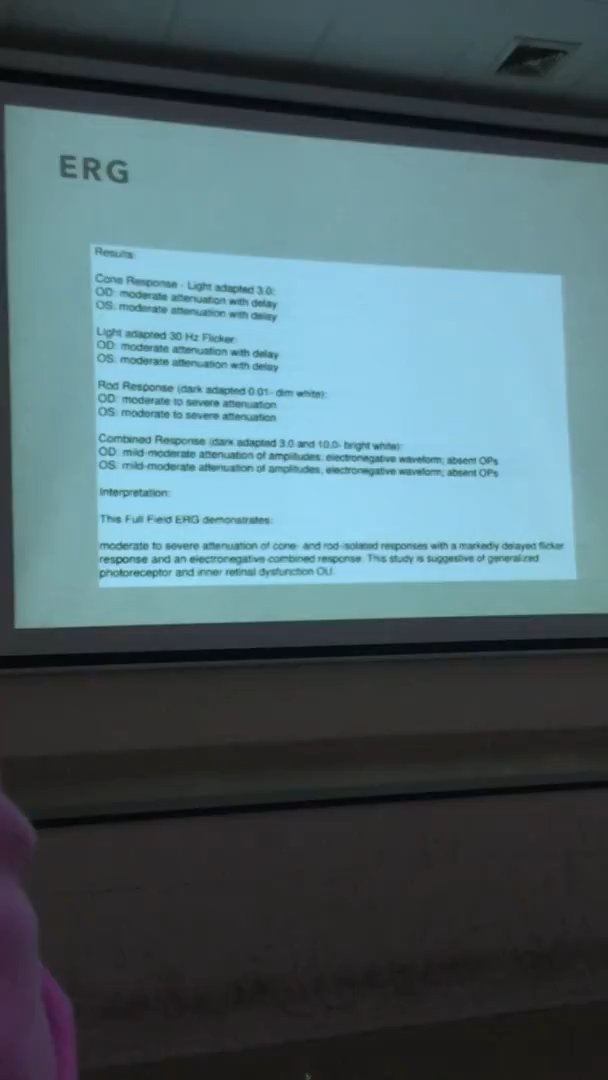 ERG
Results:
Cone Response - Light adapted 3.0:
OD: moderate attenuation with delay
OS: moderate attenuation with delay
Light adapted 30 Hz Flicker:
OD: moderate attenuation with delay
OS: moderate attenuation with delay
Rod Response (dark adapted 0.01- dim white):
OD: moderate to severe attenuation
OS: moderate to severe attenuation
Combined Response (dark adapted 3.0 and 10.0- bright white):
OD: mild-moderate attenuation of amplitudes; electronegative waveform; absent OPs
OS: mild-moderate attenuation of amplitudes; electronegative waveform; absent OPs
Interpretation:
This Full Field ERG demonstrates:
moderate to severe attenuation of cone- and rod-isolated responses with a markedly delayed flicker
response and an electronegative combined response. This study is suggestive of generalized
photoreceptor and inner retinal dysfunction OU.